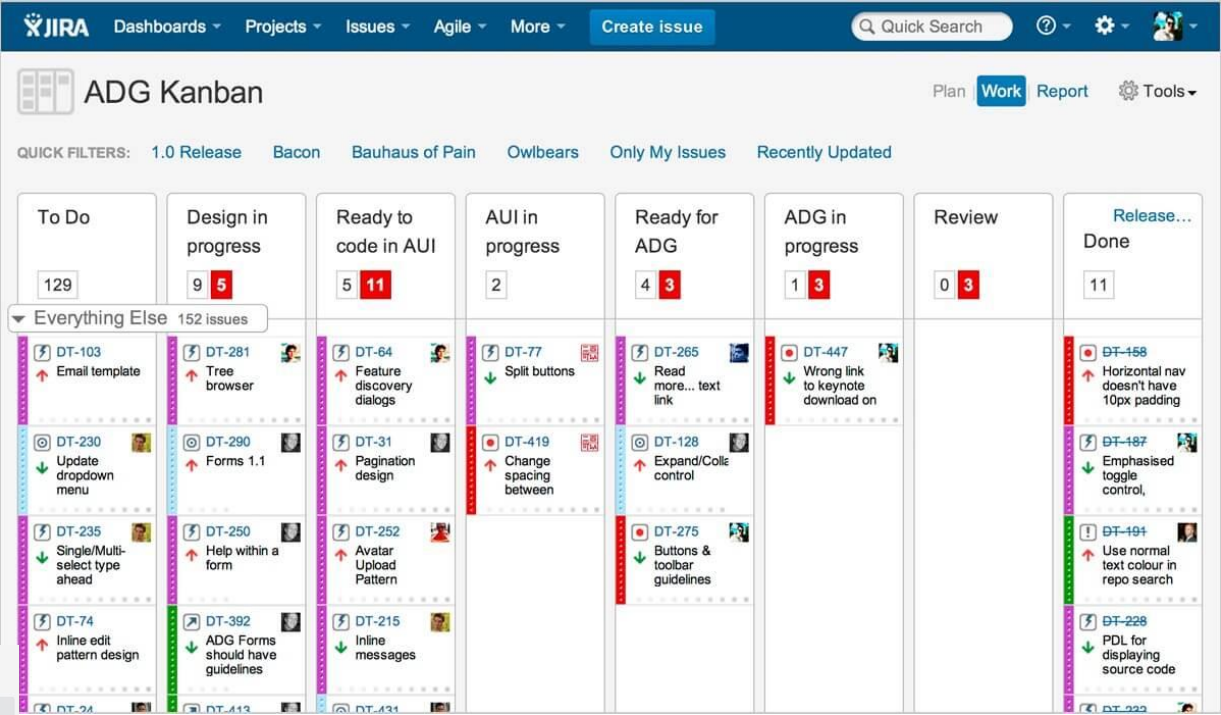 JIRA Dashboards Projects Issues Agile More Create issue Quick Search
ADG Kanban
Plan Work Report Tools
QUICK FILTERS: 1.0 Release Bacon Bauhaus of Pain Owlbears Only My Issues Recently Updated
To Do
129
Design in
progress
9 5
Ready to
code in AUI
5 11
AUI in
progress
2
Ready for
ADG
4 3
ADG in
progress
1 3
Review
0 3
Release...
Done
11
Everything Else 152 issues
DT-103
Email template
DT-230
Update
dropdown
menu
DT-235
Single/Multi-
select type
ahead
DT-74
Inline edit
pattern design
DT-24
DT-281
Tree
browser
DT-290
Forms 1.1
DT-250
Help within a
form
DT-392
ADG Forms
should have
guidelines
DT-413
DT-64
Feature
discovery
dialogs
DT-31
Pagination
design
DT-252
Avatar
Upload
Pattern
DT-215
Inline
messages
DT-431
DT-77
Split buttons
DT-419
Change
spacing
between
DT-265
Read
more... text
link
DT-128
Expand/Colla
control
DT-275
Buttons &
toolbar
guidelines
DT-447
Wrong link
to keynote
download on
DT-158
Horizontal nav
doesn't have
10px padding
DT-187
Emphasised
toggle
control,
DT-191
Use normal
text colour in
repo search
DT-228
PDL for
displaying
source code
DT-232